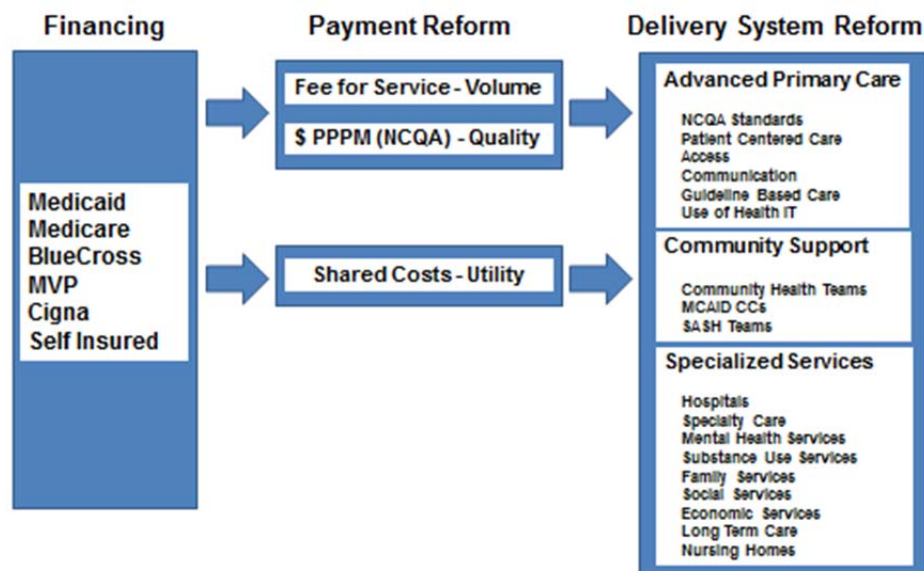 Financing
Medicaid
Medicare
BlueCross
MVP
Cigna
Self Insured
Payment Reform
Fee for Service - Volume
$ PPPM (NCQA) - Quality
Shared Costs - Utility
Delivery System Reform
Advanced Primary Care
NCQA Standards
Patient Centered Care
Access
Communication
Guideline Based Care
Use of Health IT
Community Support
Community Health Teams
MCAID CCs
SASH Teams
Specialized Services
Hospitals
Specialty Care
Mental Health Services
Substance Use Services
Family Services
Social Services
Economic Services
Long Term Care
Nursing Homes